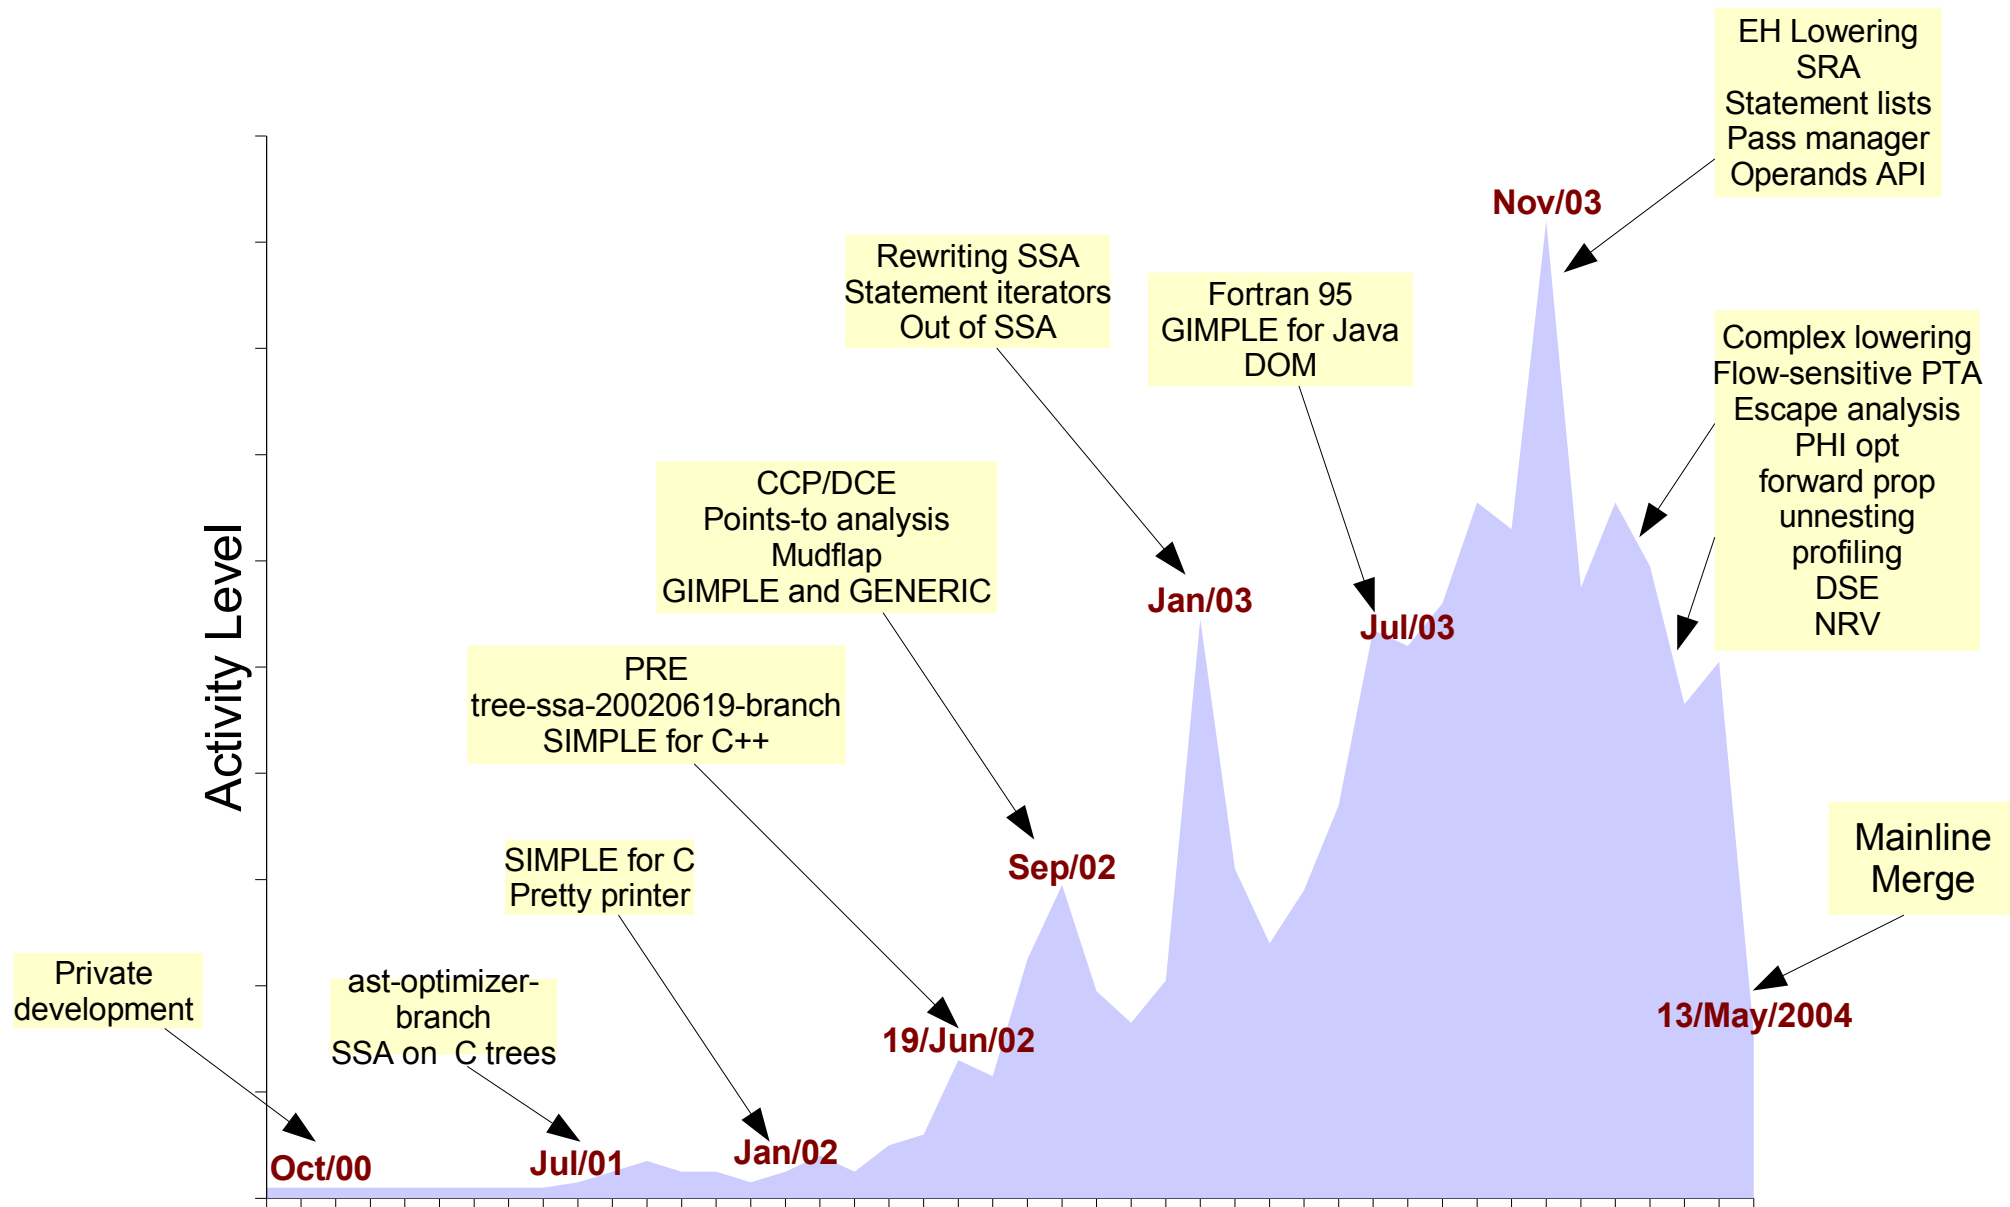 EH Lowering
SRA
Statement lists
Pass manager
Operands API
Nov/03
Rewriting SSA
Statement iterators
Out of SSA
Fortran 95
GIMPLE for Java
DOM
Complex lowering
Flow-sensitive PTA
Escape analysis
PHI opt
forward prop
unnesting
profiling
DSE
NRV
CCP/DCE
Points-to analysis
Mudflap
GIMPLE and GENERIC
Jan/03
Jul/03
Activity Level
PRE
tree-ssa-20020619-branch
SIMPLE for C++
SIMPLE for C
Pretty printer
Sep/02
Mainline
Merge
Private
development
ast-optimizer-
branch
SSA on  C trees
19/Jun/02
13/May/2004
Oct/00
Jul/01
Jan/02